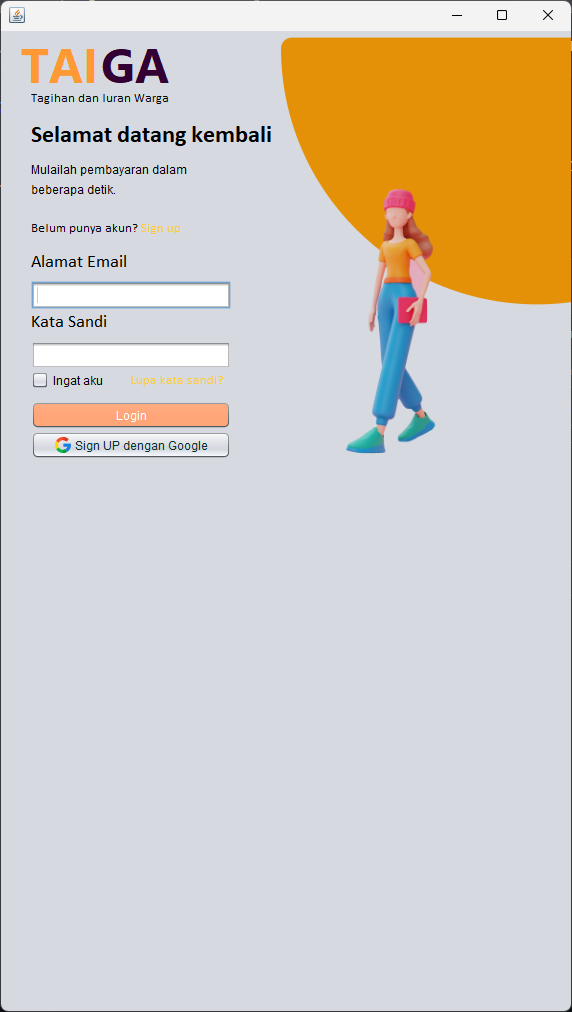 TAIGA
Tagihan dan Iuran Warga
Selamat datang kembali
Mulailah pembayaran dalam
beberapa detik.
Belum punya akun? Sign up
Alamat Email
Kata Sandi
Ingat aku Lupa kata sandi?
Login
Sign UP dengan Google